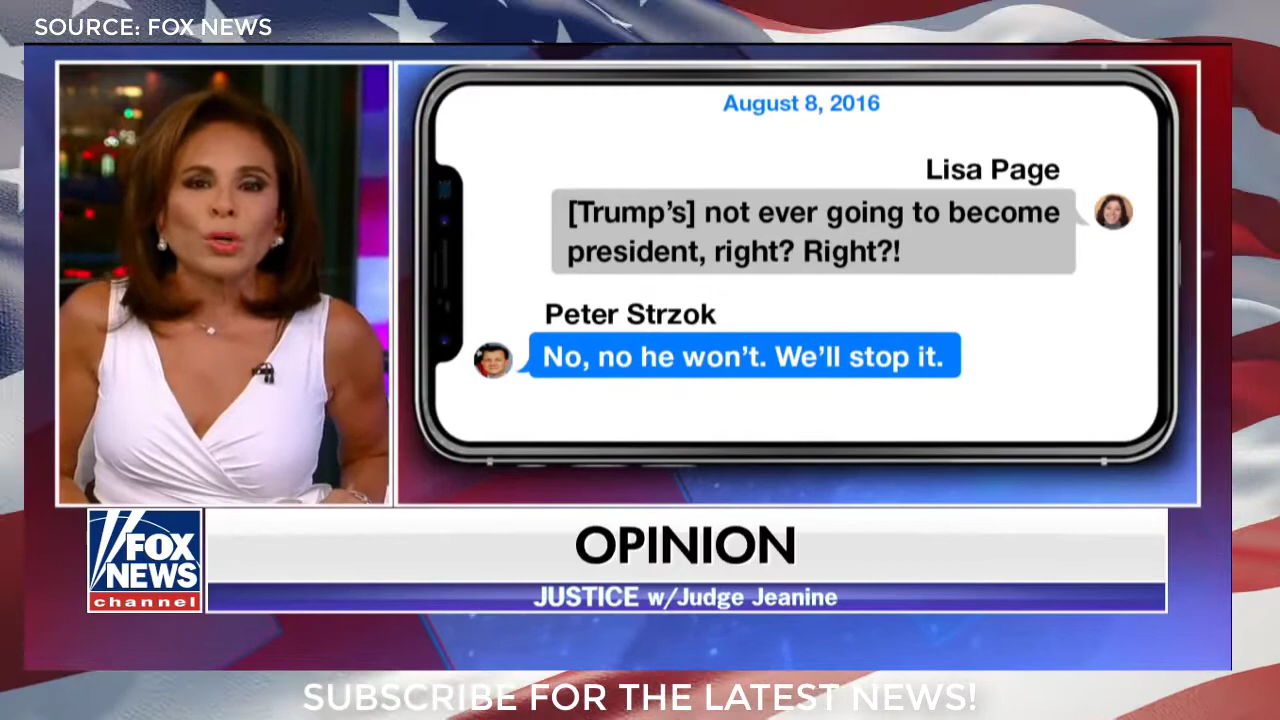 SOURCE: FOX NEWS
August 8, 2016
Lisa Page
[Trump's] not ever going to become
president, right? Right?!
Peter Strzok
No, no he won't. We'll stop it.
FOX
NEWS
channel
OPINION
JUSTICE w/Judge Jeanine
SUBSCRIBE FOR THE LATEST NEWS!